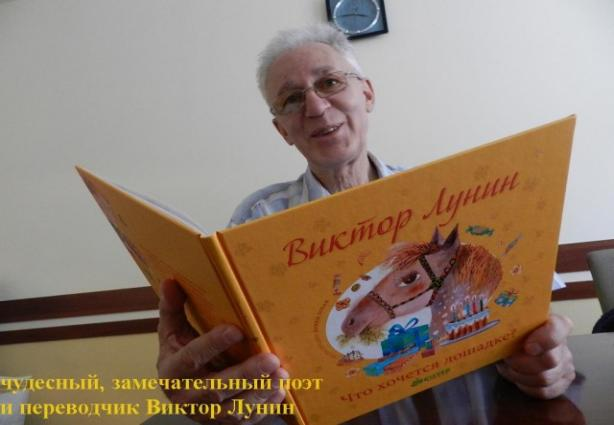 Виктор Лунин
Что хочется лошадке?
чудесный, замечательный поэт
и переводчик Виктор Лунин